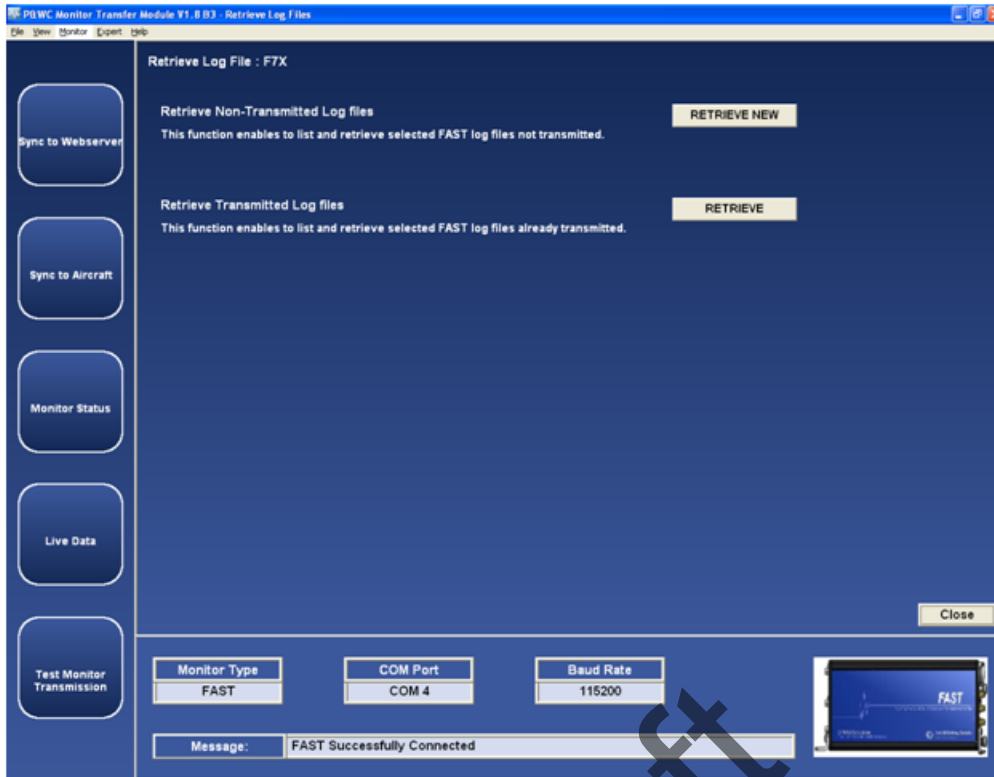 P&WC Monitor Transfer Module V1.8 B3 - Retrieve Log Files
File View Monitor Expert Help
Retrieve Log File : F7X
Retrieve Non-Transmitted Log files
RETRIEVE NEW
This function enables to list and retrieve selected FAST log files not transmitted.
Sync to Webserver
Retrieve Transmitted Log files
RETRIEVE
This function enables to list and retrieve selected FAST log files already transmitted.
Sync to Aircraft
Monitor Status
Live Data
Close
Test Monitor
Transmission
Monitor Type
COM Port
Baud Rate
FAST
COM 4
115200
FAST
Message:
FAST Successfully Connected
ft